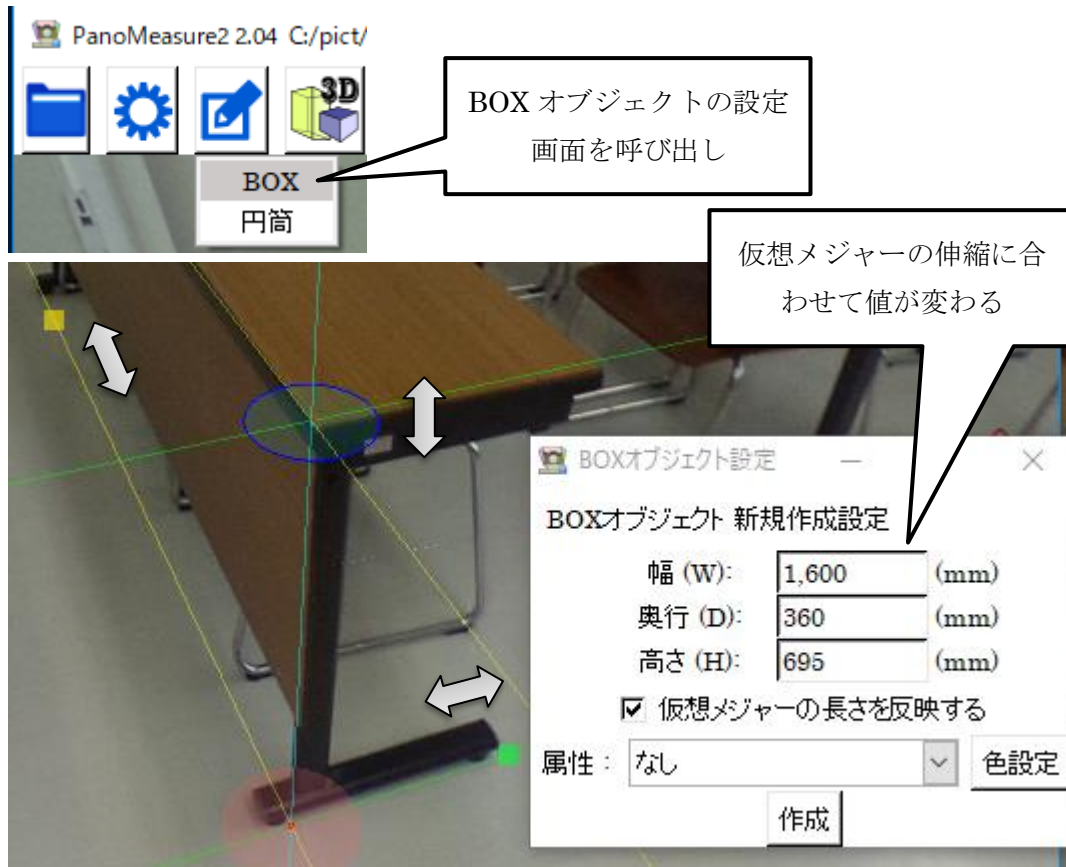 PanoMeasure2 2.04 C:/pict/
3D
BOX
円筒
BOX オブジェクトの設定
画面を呼び出し
仮想メジャーの伸縮に合
わせて値が変わる
BOXオブジェクト設定
BOXオブジェクト 新規作成設定
幅 (W): 1,600 (mm)
奥行 (D): 360 (mm)
高さ (H): 695 (mm)
仮想メジャーの長さを反映する
属性： なし 色設定
作成